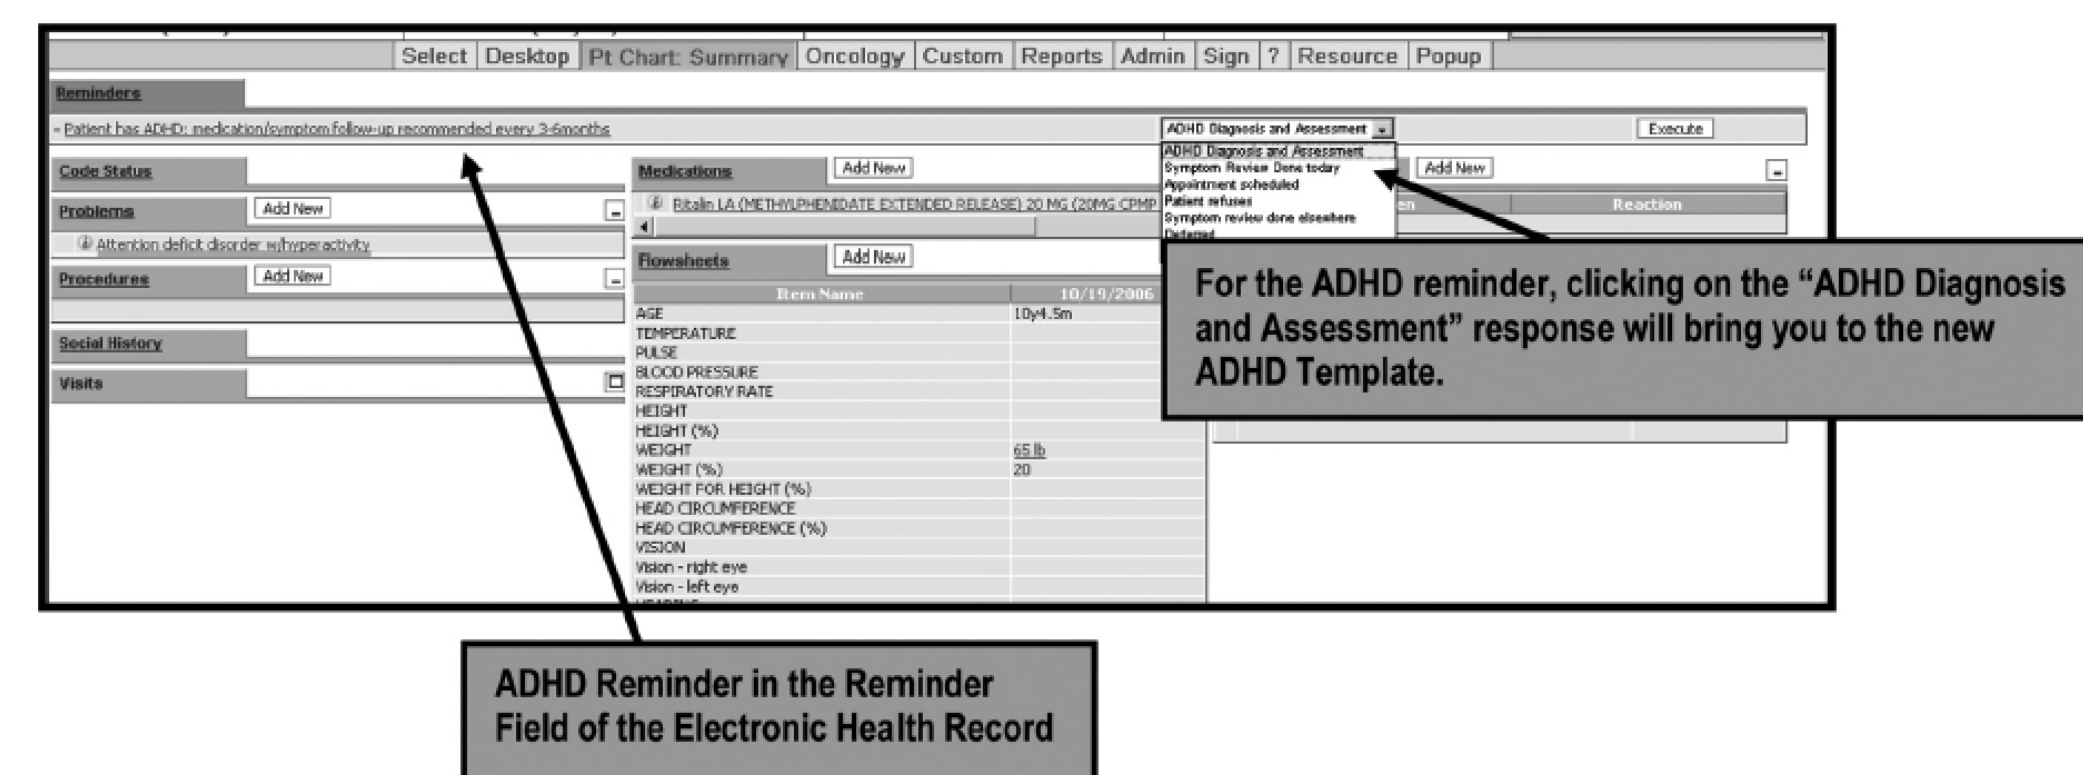 Select Desktop Pt Chart: Summary Oncology Custom Reports Admin Sign ? Resource Popup
Reminders
- Patient has ADHD: medication/symptom follow-up recommended every 3-6months
ADHD Diagnosis and Assessment
Execute
ADHD Diagnosis and Assessment
Symptom Review Done today
Appointment scheduled
Patient refuses
Symptom review done elsewhere
Deferred
Code Status
Problems Add New
Attention deficit disorder w/hyperactivity
Procedures Add New
Social History
Visits
Medications Add New
Ritalin LA (METHYLPHENIDATE EXTENDED RELEASE) 20 MG (20MG CPMP
Add New
en Reaction
Flowsheets Add New
Item Name 10/19/2006
AGE 10y4.5m
TEMPERATURE
PULSE
BLOOD PRESSURE
RESPIRATORY RATE
HEIGHT
HEIGHT (%)
WEIGHT 65 lb
WEIGHT (%) 20
WEIGHT FOR HEIGHT (%)
HEAD CIRCUMFERENCE
HEAD CIRCUMFERENCE (%)
VISION
Vision - right eye
Vision - left eye
For the ADHD reminder, clicking on the “ADHD Diagnosis
and Assessment” response will bring you to the new
ADHD Template.
ADHD Reminder in the Reminder
Field of the Electronic Health Record